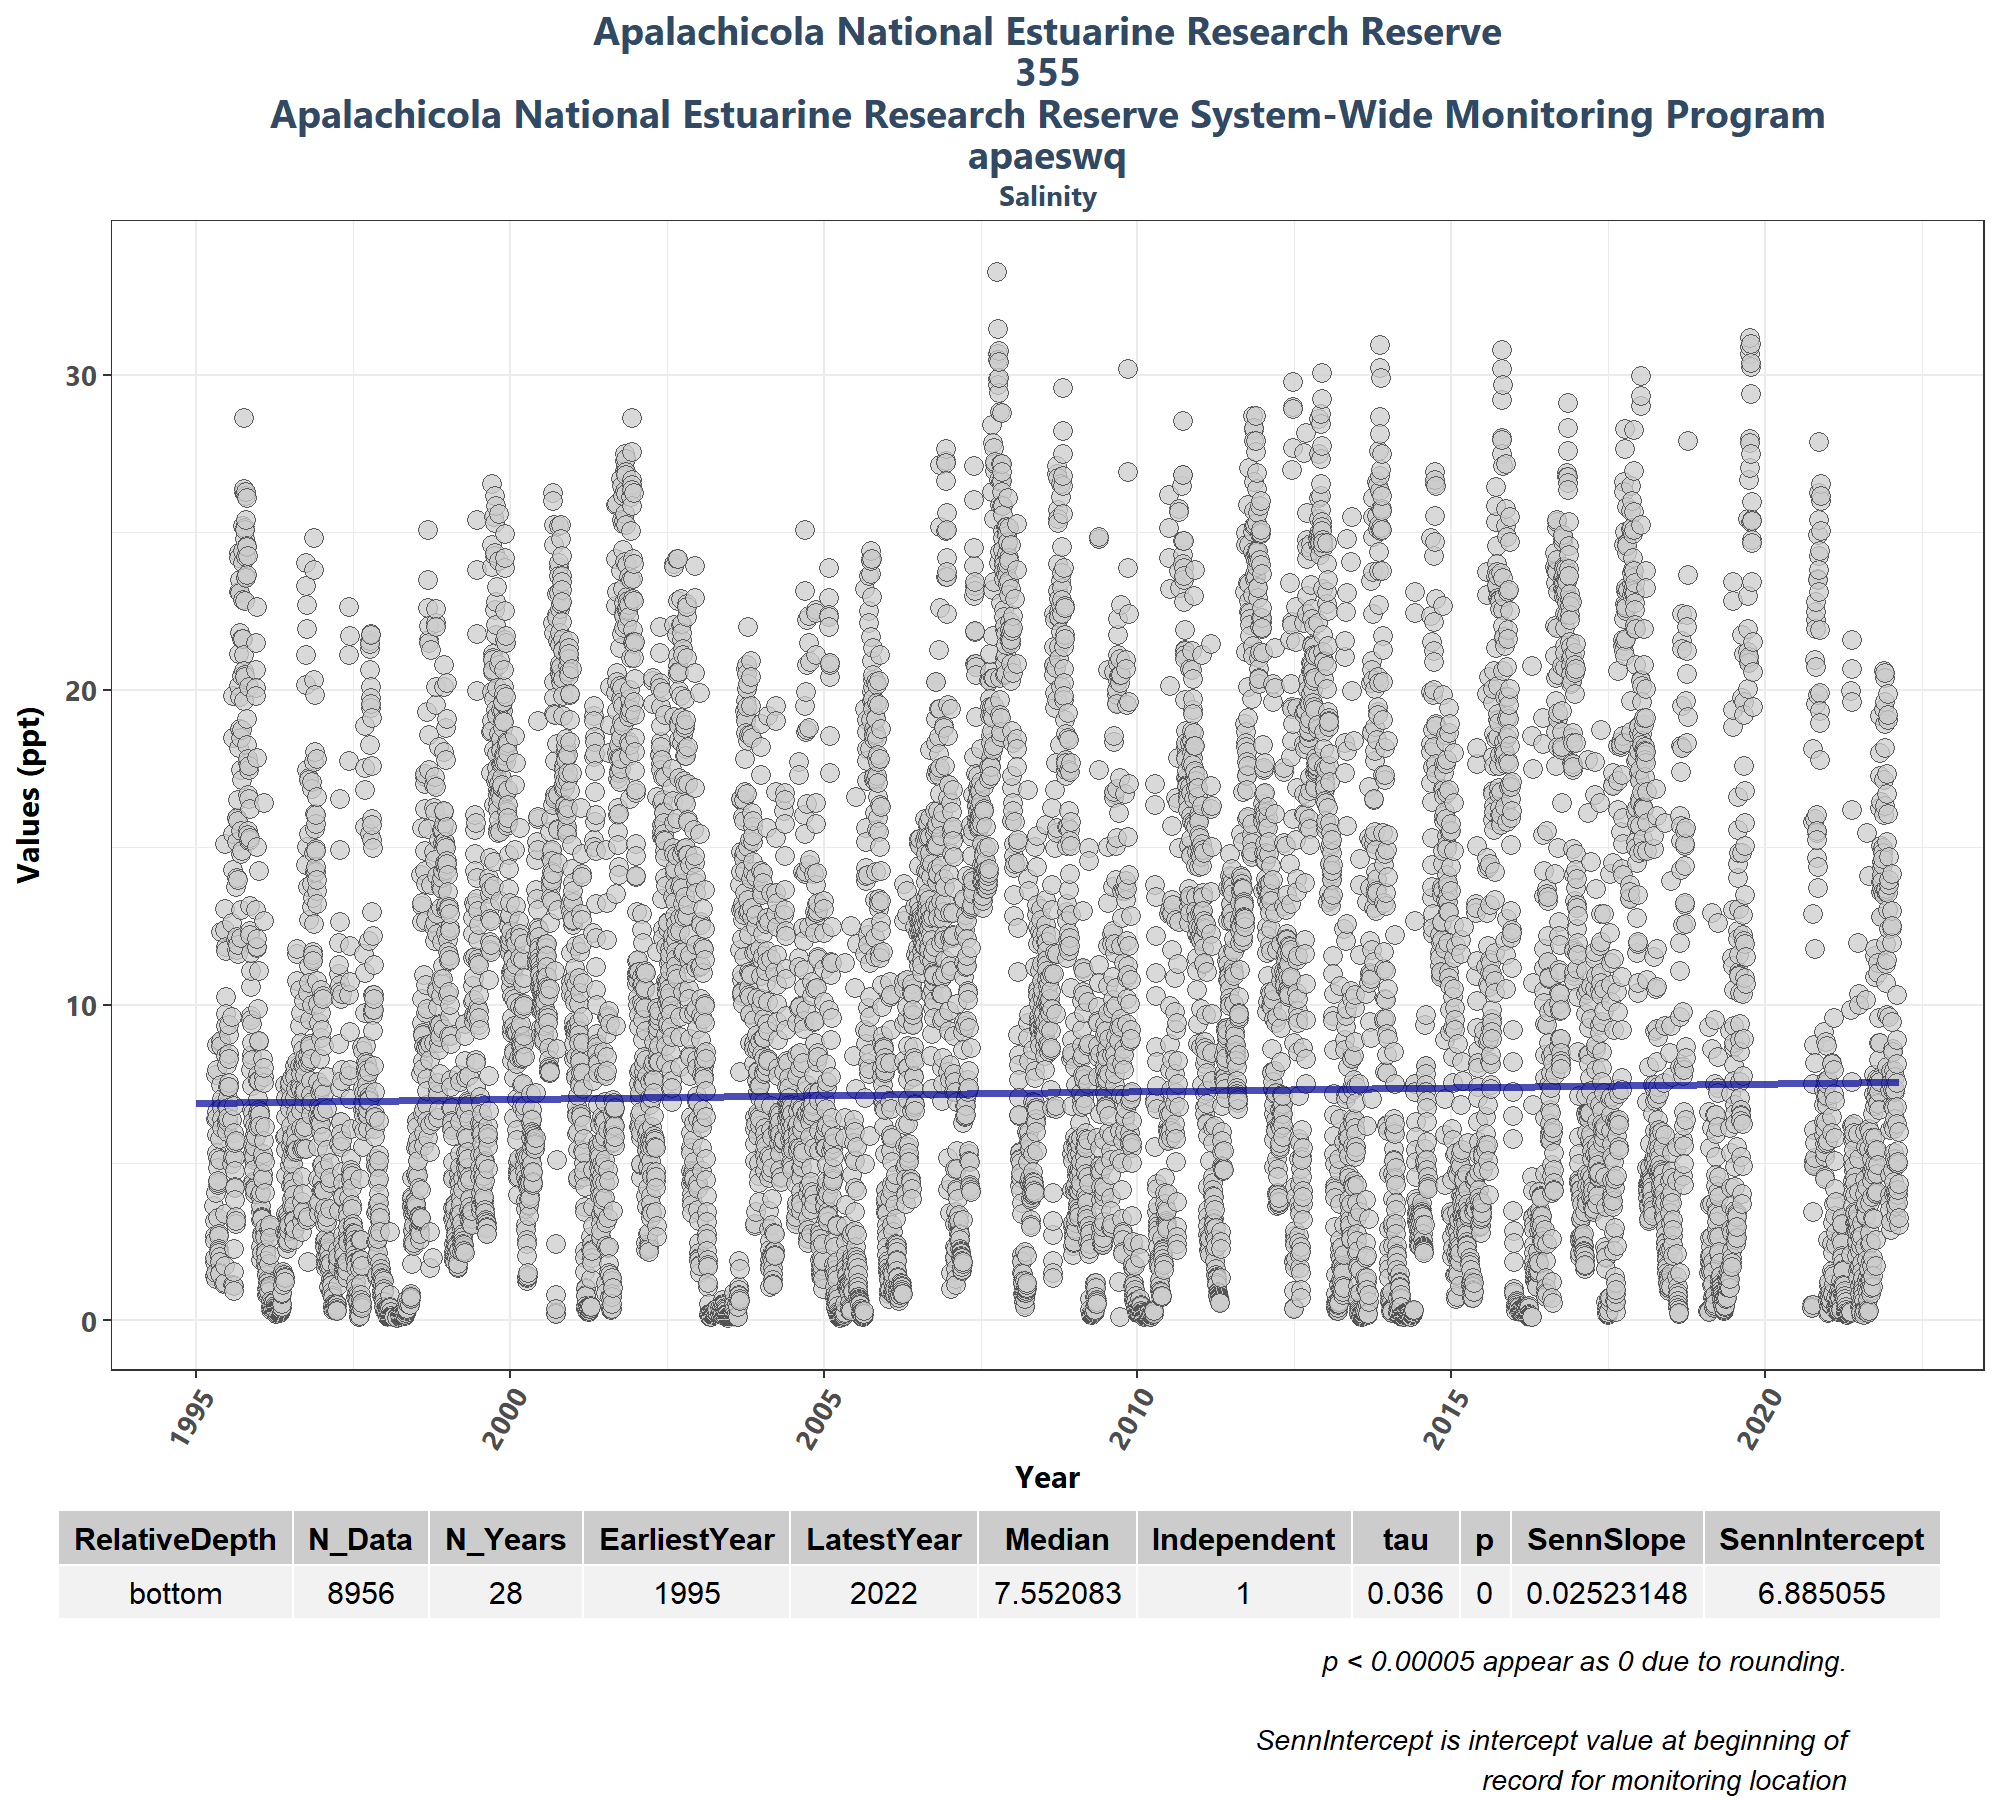 Apalachicola National Estuarine Research Reserve
355
Apalachicola National Estuarine Research Reserve System-Wide Monitoring Program
apaeswq
Salinity
Values (ppt)
30
20
10
0
1995 2000 2005 2010 2015 2020
Year
RelativeDepth N_Data N_Years EarliestYear LatestYear Median Independent tau p SennSlope SennIntercept
bottom 8956 28 1995 2022 7.552083 1 0.036 0 0.02523148 6.885055
p < 0.00005 appear as 0 due to rounding.
SennIntercept is intercept value at beginning of
record for monitoring location